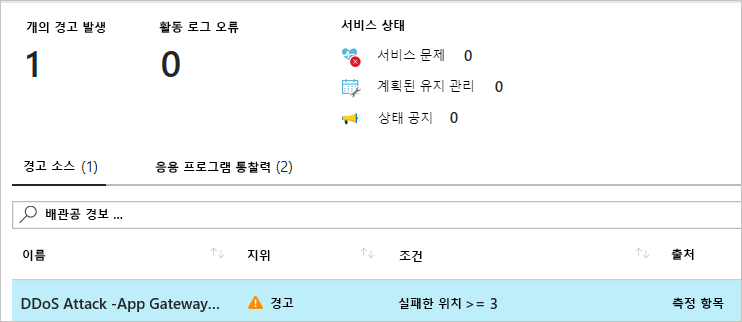 개의 경고 발생
활동 로그 오류
서비스 상태
1
0
서비스 문제 0
계획된 유지 관리 0
상태 공지 0
경고 소스 (1)
응용 프로그램 통찰력 (2)
배관공 경보 ...
이름 지위 조건 출처
DDoS Attack -App Gateway... 경고 실패한 위치 >= 3 측정 항목